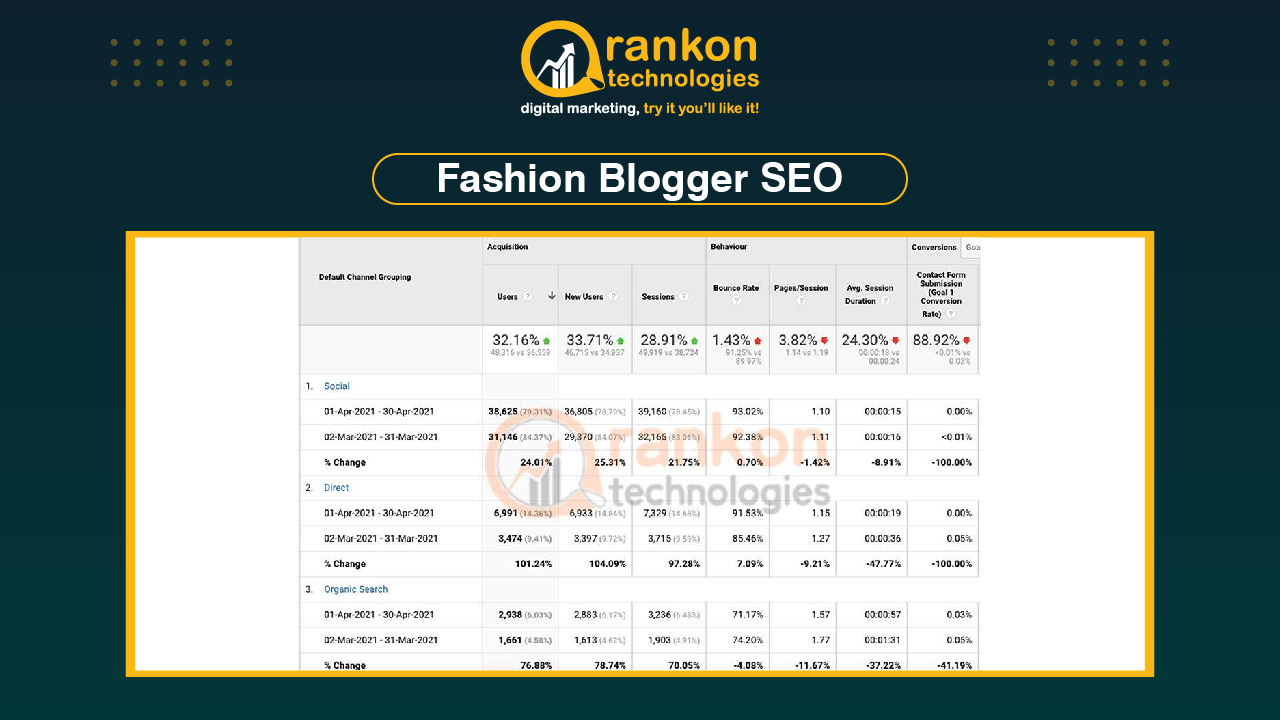 rankon
technologies
digital marketing, try it you'll like it!
Fashion Blogger SEO
Default Channel Grouping
Acquisition
Behaviour
Conversions Goa
Users ? ↓
New Users ?
Sessions ?
Bounce Rate
?
Pages/Session
?
Avg. Session
Duration ?
Contact Form
Submission
(Goal 1
Conversion
Rate) ?
32.16% 33.71% 28.91% 1.43% 3.82% 24.30% 88.92%
48,316 vs 36,559
46,715 vs 34,937
49,919 vs 38,724
91.25% vs
89.97%
1.14 vs 1.19
00:00:18 vs
00:00:24
<0.01% vs
0.02%
1. Social
01-Apr-2021 - 30-Apr-2021 38,625 (79.31%) 36,805 (78.79%) 39,160 (78.45%) 93.02% 1.10 00:00:15 0.00%
02-Mar-2021 - 31-Mar-2021 31,146 (84.37%) 29,370 (84.07%) 32,165 (83.06%) 92.38% 1.11 00:00:16 <0.01%
% Change 24.01% 25.31% 21.75% 0.70% -1.42% -8.91% -100.00%
2. Direct
01-Apr-2021 - 30-Apr-2021 6,991 (14.36%) 6,933 (14.84%) 7,329 (14.68%) 91.53% 1.15 00:00:19 0.00%
02-Mar-2021 - 31-Mar-2021 3,474 (9.41%) 3,397 (9.72%) 3,715 (9.59%) 85.46% 1.27 00:00:36 0.05%
% Change 101.24% 104.09% 97.28% 7.09% -9.21% -47.77% -100.00%
3. Organic Search
01-Apr-2021 - 30-Apr-2021 2,938 (6.03%) 2,883 (6.17%) 3,236 (6.48%) 71.17% 1.57 00:00:57 0.03%
02-Mar-2021 - 31-Mar-2021 1,661 (4.50%) 1,613 (4.62%) 1,903 (4.91%) 74.20% 1.77 00:01:31 0.05%
% Change 76.88% 78.74% 70.05% -4.08% -11.67% -37.22% -41.19%
rankon
technologies